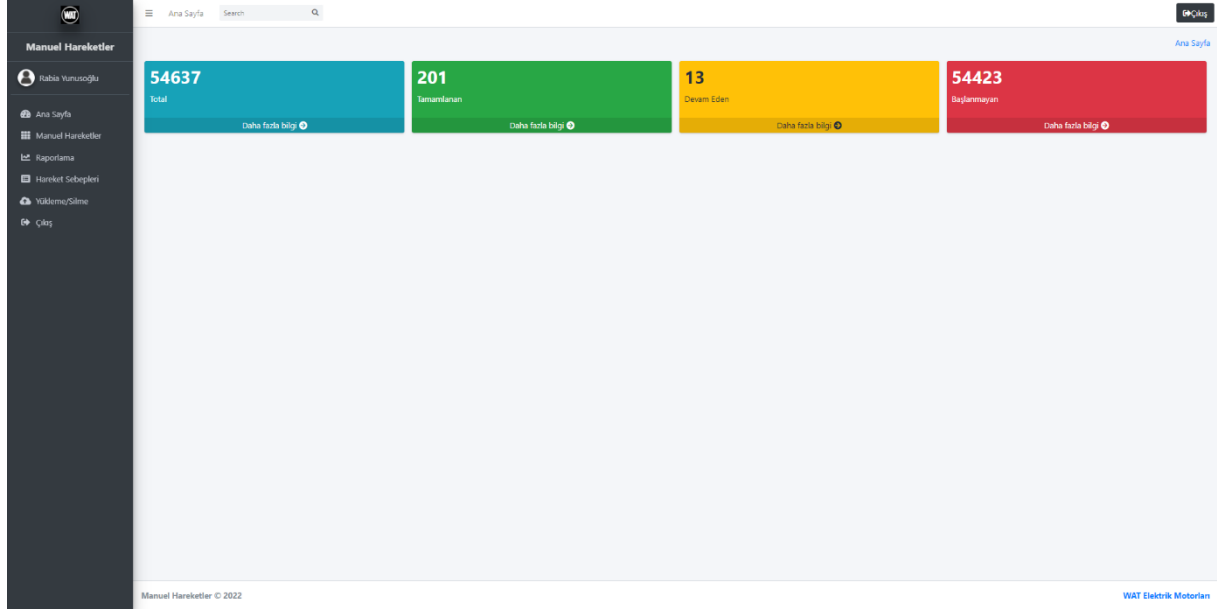 WAT
Manuel Hareketler
Rabia Yunusoğlu
Ana Sayfa
Manuel Hareketler
Raporlama
Hareket Sebepleri
Yükleme/Silme
Çıkış
Ana Sayfa
Search
Çıkış
Ana Sayfa
54637
Total
Daha fazla bilgi
201
Tamamlanan
Daha fazla bilgi
13
Devam Eden
Daha fazla bilgi
54423
Başlanmayan
Daha fazla bilgi
Manuel Hareketler © 2022
WAT Elektrik Motorları